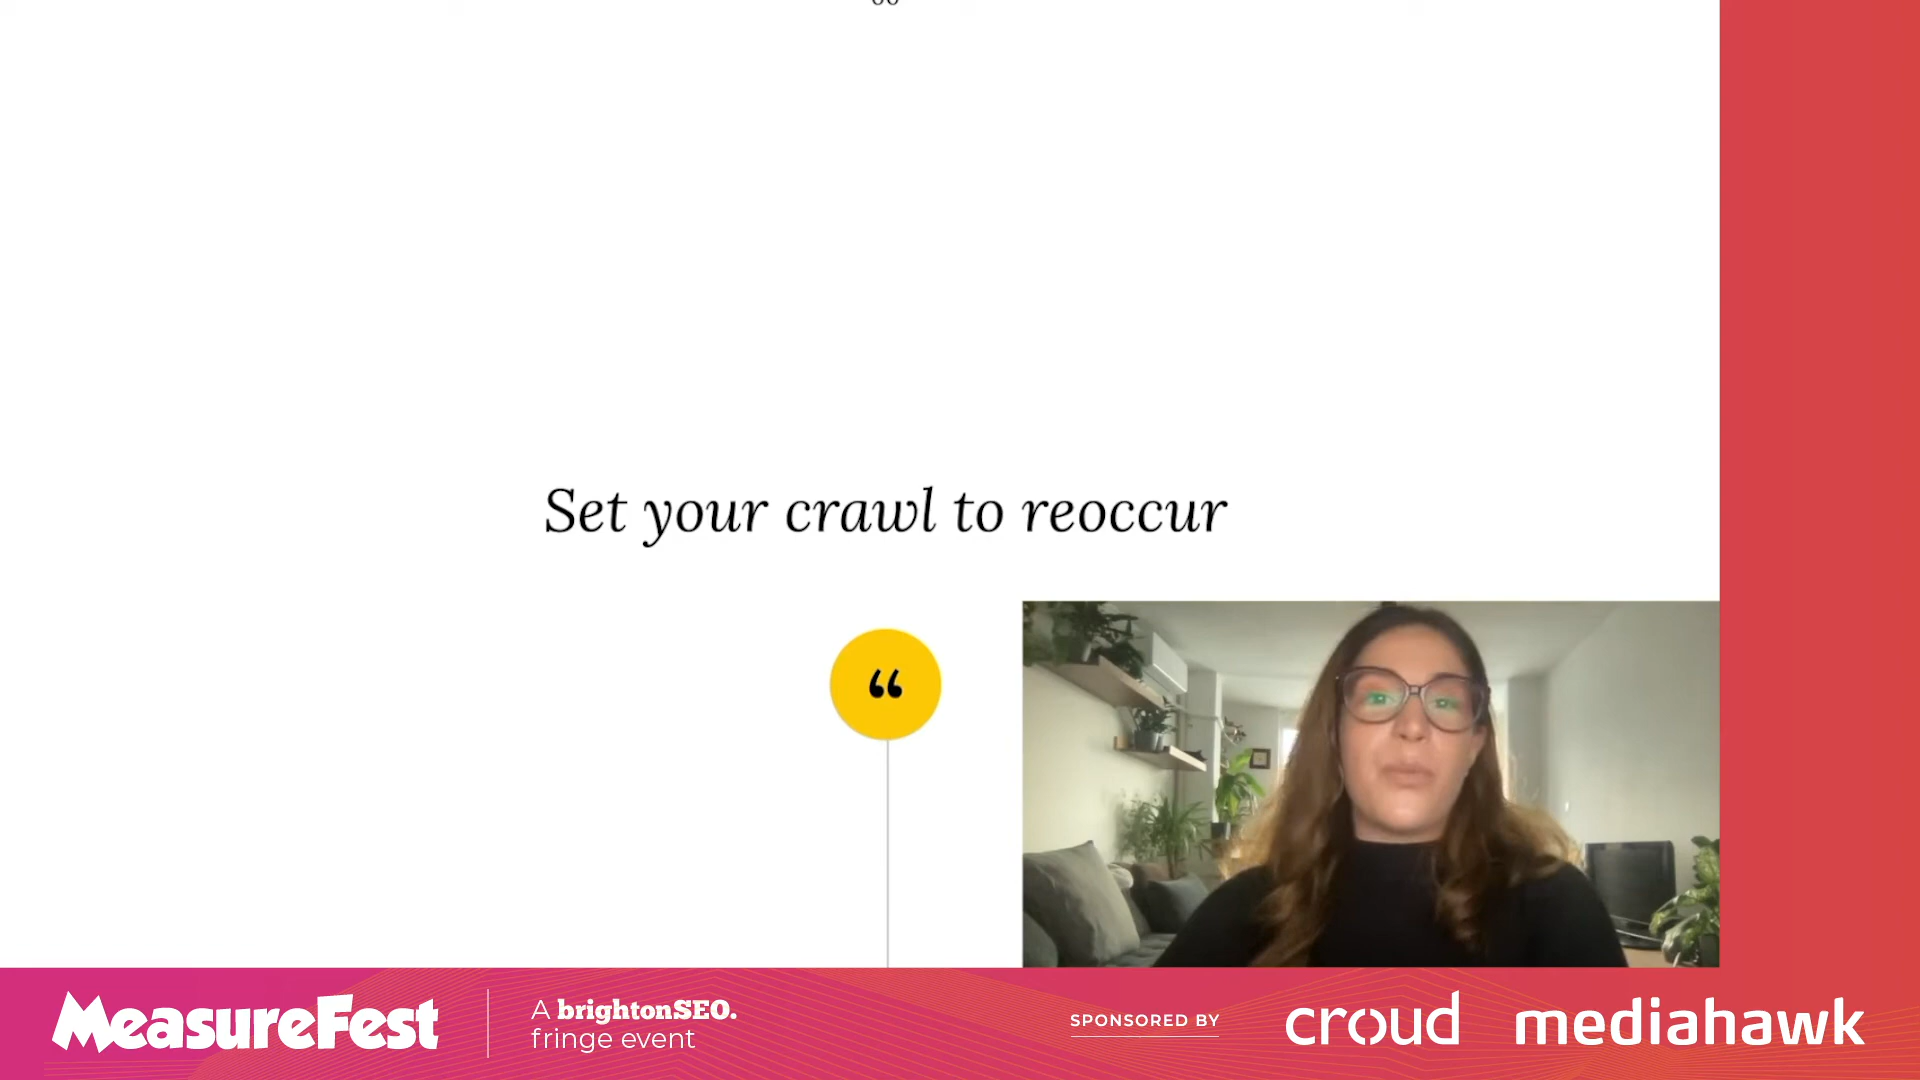 Set your crawl to reoccur
“
MeasureFest
A brightonSEO.
fringe event
SPONSORED BY
croud
mediahawk